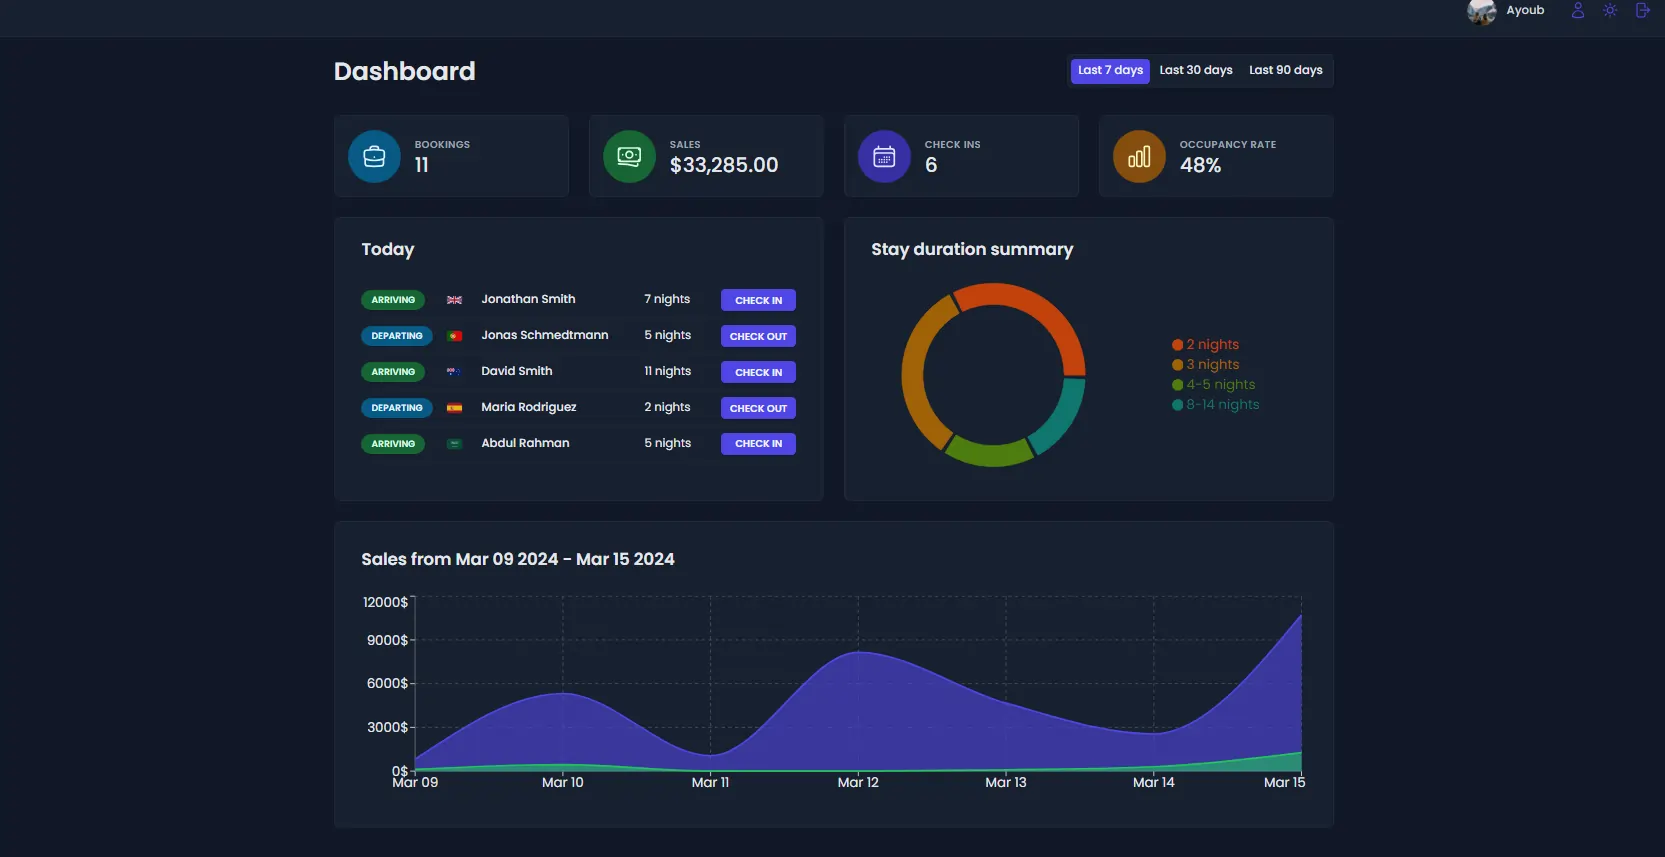 Ayoub
Dashboard
Last 7 days Last 30 days Last 90 days
BOOKINGS
11
SALES
$33,285.00
CHECK INS
6
OCCUPANCY RATE
48%
Today
ARRIVING Jonathan Smith 7 nights CHECK IN
DEPARTING Jonas Schmedtmann 5 nights CHECK OUT
ARRIVING David Smith 11 nights CHECK IN
DEPARTING Maria Rodriguez 2 nights CHECK OUT
ARRIVING Abdul Rahman 5 nights CHECK IN
Stay duration summary
2 nights
3 nights
4-5 nights
8-14 nights
Sales from Mar 09 2024 - Mar 15 2024
12000$
9000$
6000$
3000$
0$
Mar 09 Mar 10 Mar 11 Mar 12 Mar 13 Mar 14 Mar 15